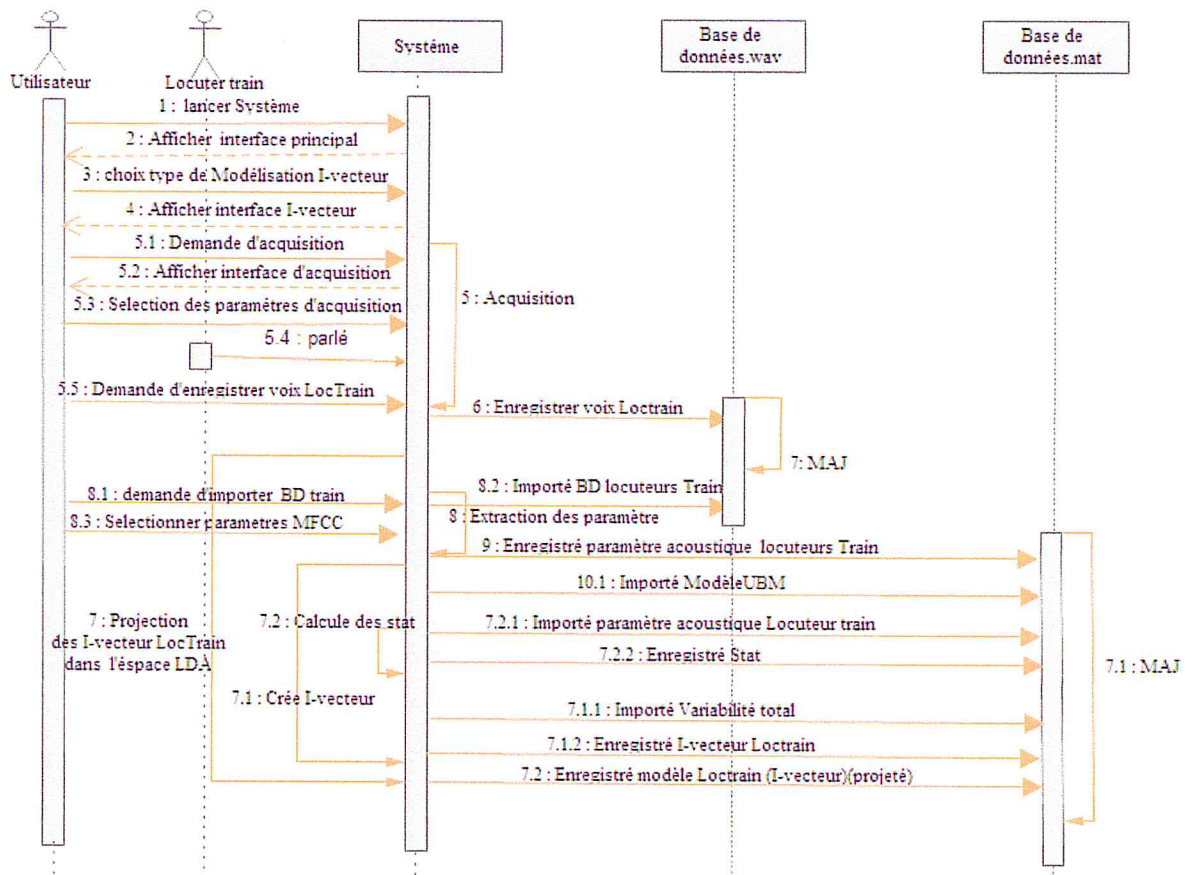 Utilisateur
Locuter train
Systéme
Base de
données.wav
Base de
données.mat
1 : lancer Système
2 : Afficher interface principal
3 : choix type de Modélisation I-vecteur
4 : Afficher interface I-vecteur
5.1 : Demande d'acquisition
5.2 : Afficher interface d'acquisition
5 : Acquisition
5.3 : Selection des paramétres d'acquisition
5.4 : parlé
5.5 : Demande d'enregistrer voix LocTrain
6 : Enregistrer voix Loctrain
7: MAJ
8.1 : demande d'importer BD train
8.2 : Importé BD locuteurs Train
8 : Extraction des paramétre
8.3 : Selectionner parametres MFCC
9 : Enregistré paramètre acoustique locuteurs Train
10.1 : Importé ModèleUBM
7 : Projection
des I-vecteur LocTrain
dans l'éspace LDA
7.2 : Calcule des stat
7.2.1 : Importé paramètre acoustique Locuteur train
7.2.2 : Enregistré Stat
7.1 : MAJ
7.1 : Crée I-vecteur
7.1.1 : Importé Variabilité total
7.1.2 : Enregistré I-vecteur Loctrain
7.2 : Enregistré modèle Loctrain (I-vecteur)(projeté)